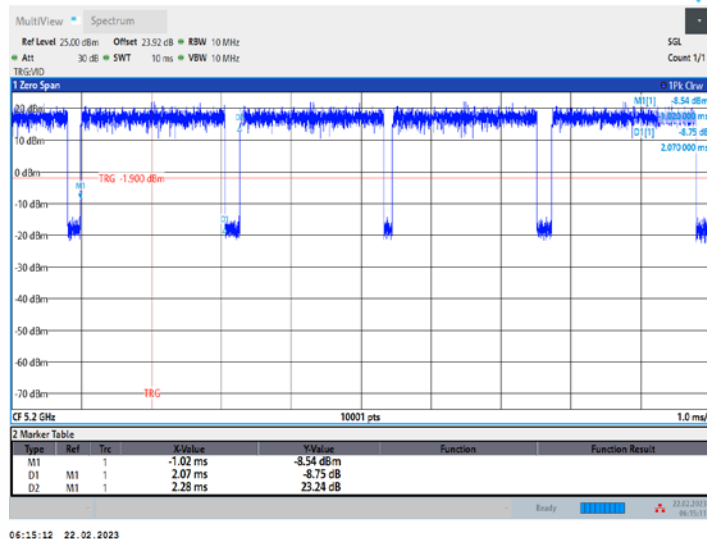 MultiView Spectrum
Ref Level 25.00 dBm Offset 23.92 dB RBW 10 MHz SGL
Att 30 dB SWT 10 ms VBW 10 MHz Count 1/1
TRG:VID
1 Zero Span 1Pk Clrw
M1[1] -8.54 dBm
20 dBm
-1.020000 ms
D1[1] -8.75 dB
10 dBm
2.070000 ms
0 dBm
TRG -1.900 dBm
M1
-10 dBm
D1
-20 dBm
-30 dBm
-40 dBm
-50 dBm
-60 dBm
-70 dBm
TRG
CF 5.2 GHz 10001 pts 1.0 ms/
2 Marker Table
Type Ref Trc X-Value Y-Value Function Function Result
M1 1 -1.02 ms -8.54 dBm
D1 M1 1 2.07 ms -8.75 dB
D2 M1 1 2.28 ms 23.24 dB
Ready 22.02.2023
06:15:11
06:15:12 22.02.2023